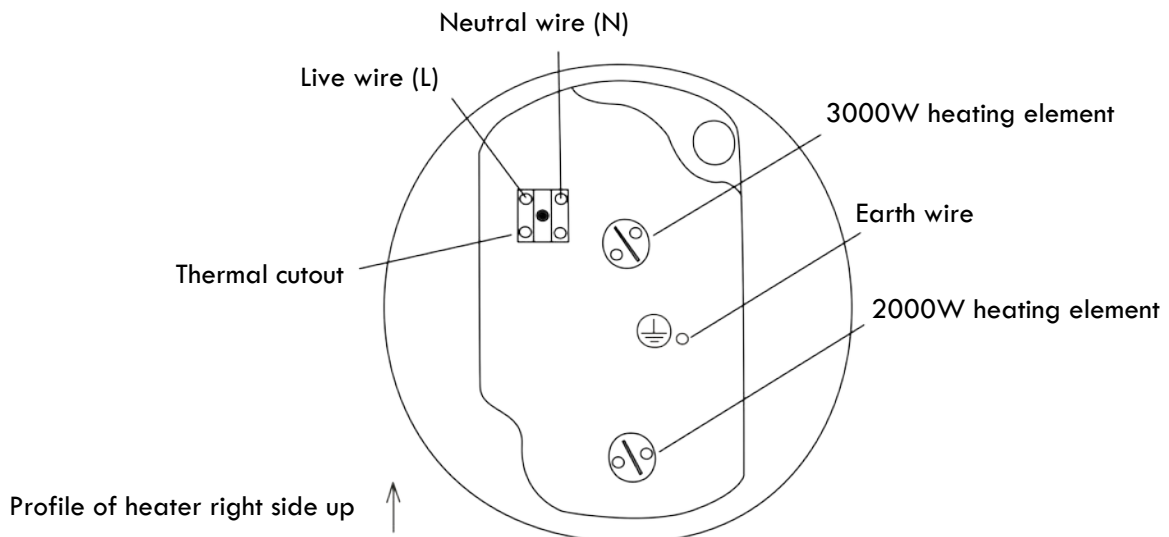 Neutral wire (N)
Live wire (L)
3000W heating element
Earth wire
Thermal cutout
2000W heating element
Profile of heater right side up